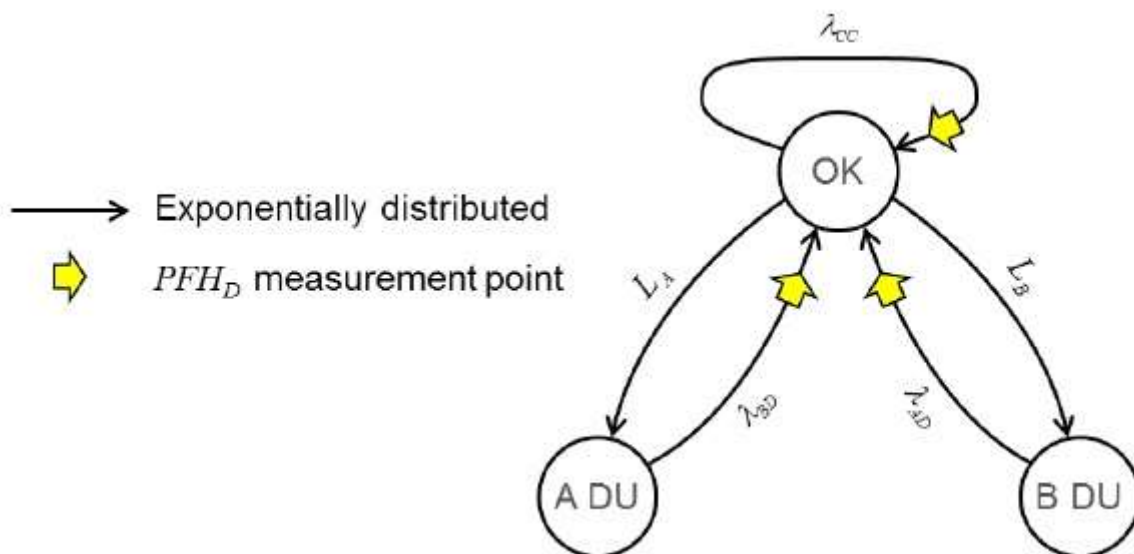 λCC
OK
Exponentially distributed
PFHD measurement point
LA
LB
λBD
λAD
A DU
B DU